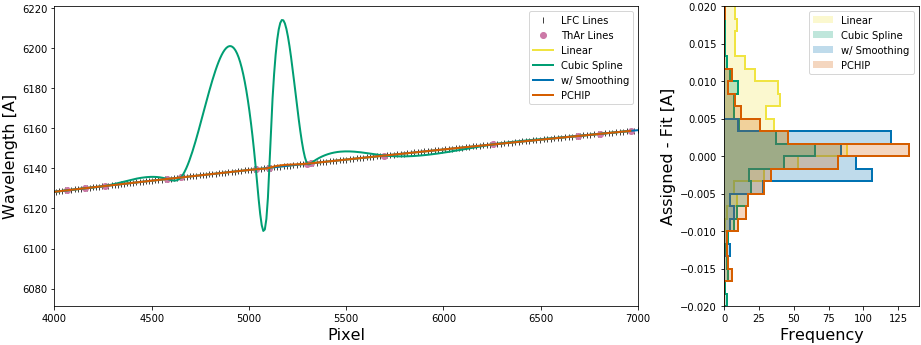 6220
6200
6180
6160
6140
6120
6100
6080
Wavelength [A]
4000 4500 5000 5500 6000 6500 7000
Pixel
LFC Lines
ThAr Lines
Linear
Cubic Spline
w/ Smoothing
PCHIP
0.020
0.015
0.010
0.005
0.000
−0.005
−0.010
−0.015
−0.020
Assigned - Fit [A]
0 25 50 75 100 125
Frequency
Linear
Cubic Spline
w/ Smoothing
PCHIP